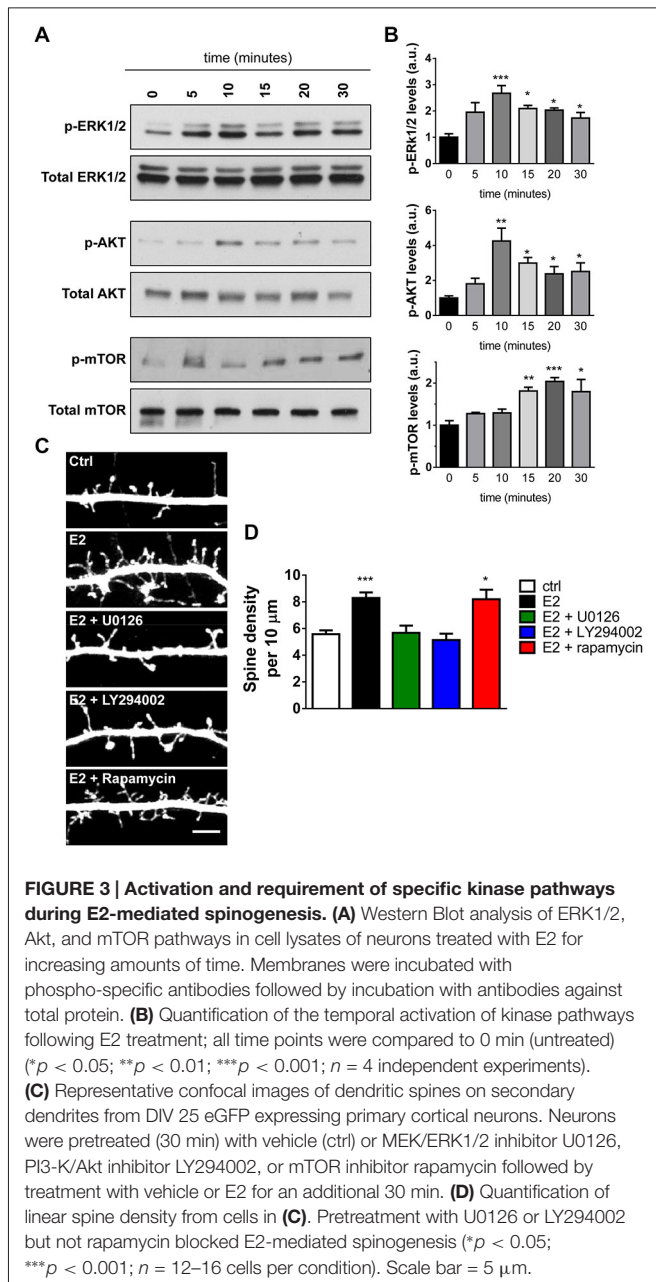 A
time (minutes)
0 5 10 15 20 30
p-ERK1/2
Total ERK1/2
p-AKT
Total AKT
p-mTOR
Total mTOR
B
p-ERk1/2 levels (a.u.)
4
3
2
1
0
*** * * *
0 5 10 15 20 30
time (minutes)
p-AKT levels (a.u.)
6
4
2
0
** * * *
0 5 10 15 20 30
time (minutes)
p-mTOR levels (a.u.)
2
1
0
** *** *
0 5 10 15 20 30
time (minutes)
C
Ctrl
E2
E2 + U0126
E2 + LY294002
E2 + Rapamycin
D
Spine density
per 10 μm
10
8
6
4
2
0
*** *
ctrl
E2
E2 + U0126
E2 + LY294002
E2 + rapamycin
FIGURE 3 | Activation and requirement of specific kinase pathways
during E2-mediated spinogenesis. (A) Western Blot analysis of ERK1/2,
Akt, and mTOR pathways in cell lysates of neurons treated with E2 for
increasing amounts of time. Membranes were incubated with
phospho-specific antibodies followed by incubation with antibodies against
total protein. (B) Quantification of the temporal activation of kinase pathways
following E2 treatment; all time points were compared to 0 min (untreated)
(*p < 0.05; **p < 0.01; ***p < 0.001; n = 4 independent experiments).
(C) Representative confocal images of dendritic spines on secondary
dendrites from DIV 25 eGFP expressing primary cortical neurons. Neurons
were pretreated (30 min) with vehicle (ctrl) or MEK/ERK1/2 inhibitor U0126,
PI3-K/Akt inhibitor LY294002, or mTOR inhibitor rapamycin followed by
treatment with vehicle or E2 for an additional 30 min. (D) Quantification of
linear spine density from cells in (C). Pretreatment with U0126 or LY294002
but not rapamycin blocked E2-mediated spinogenesis (*p < 0.05;
***p < 0.001; n = 12–16 cells per condition). Scale bar = 5 μm.